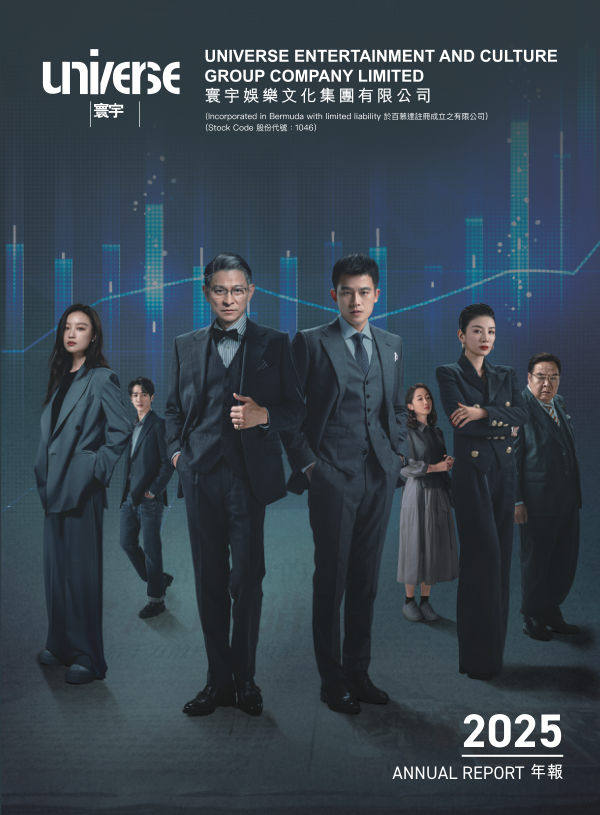 universe
寰宇
UNIVERSE ENTERTAINMENT AND CULTURE
GROUP COMPANY LIMITED
寰宇娛樂文化集團有限公司
(Incorporated in Bermuda with limited liability 於百慕達註冊成立之有限公司)
(Stock Code 股份代號：1046)
2025
ANNUAL REPORT 年報